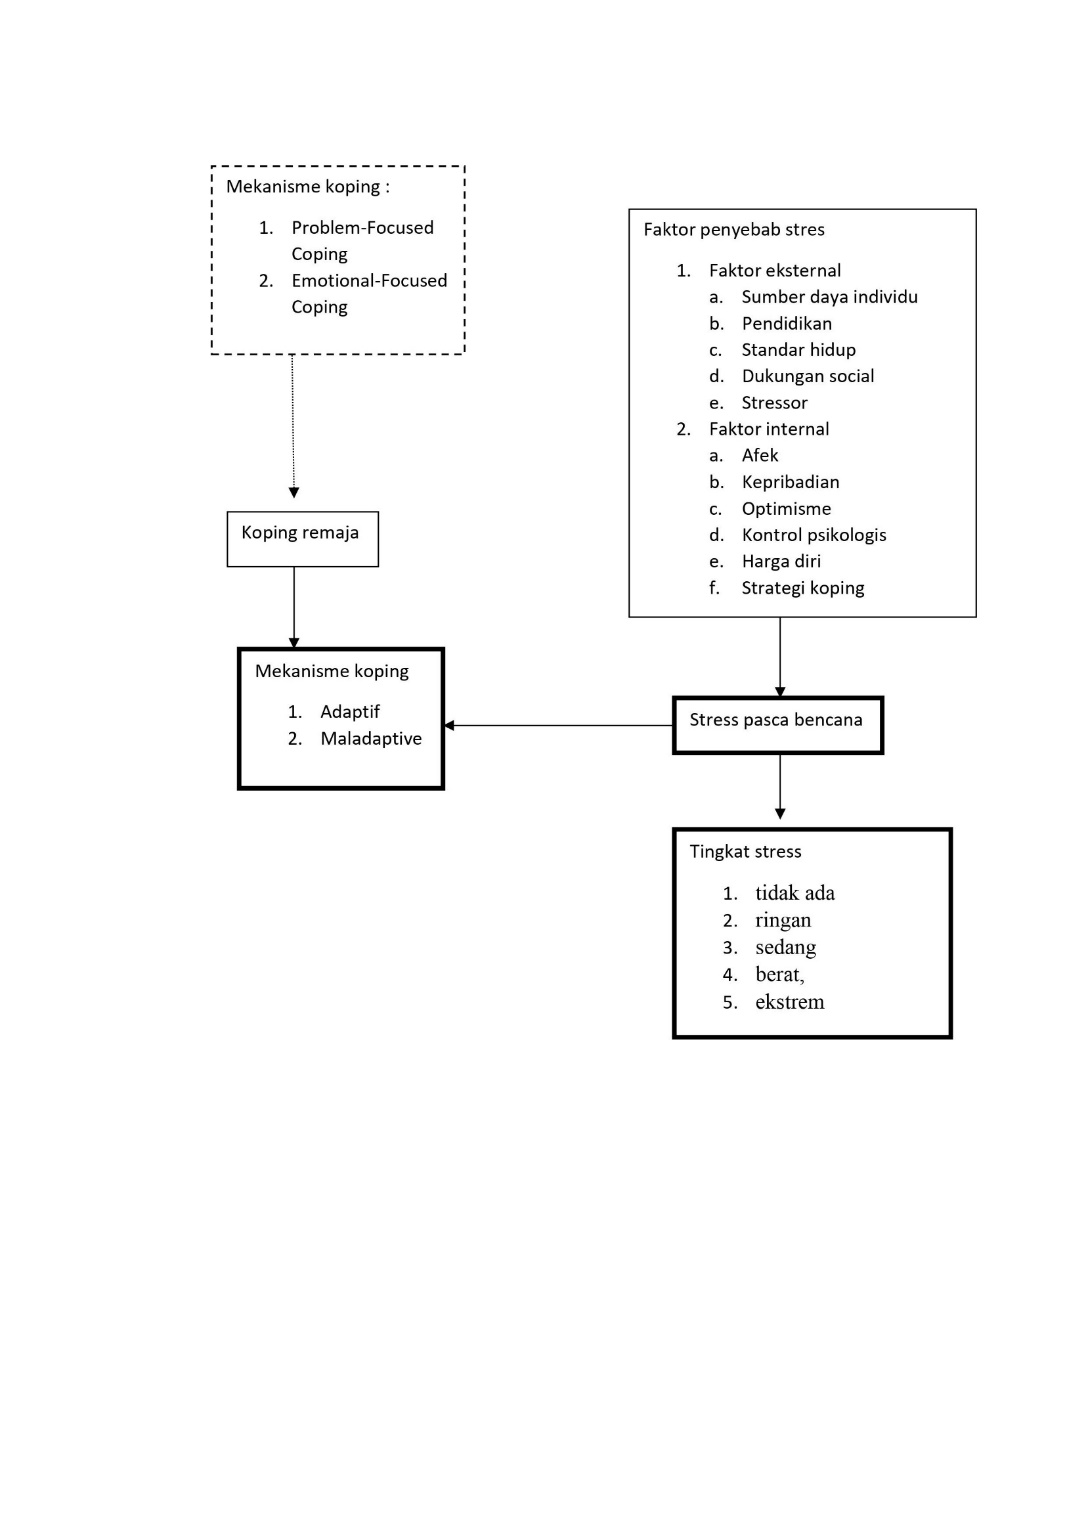 Mekanisme koping :
1. Problem-Focused
Coping
2. Emotional-Focused
Coping
Koping remaja
Mekanisme koping
1. Adaptif
2. Maladaptive
Faktor penyebab stres
1. Faktor eksternal
a. Sumber daya individu
b. Pendidikan
c. Standar hidup
d. Dukungan social
e. Stressor
2. Faktor internal
a. Afek
b. Kepribadian
c. Optimisme
d. Kontrol psikologis
e. Harga diri
f. Strategi koping
Stress pasca bencana
Tingkat stress
1. tidak ada
2. ringan
3. sedang
4. berat,
5. ekstrem